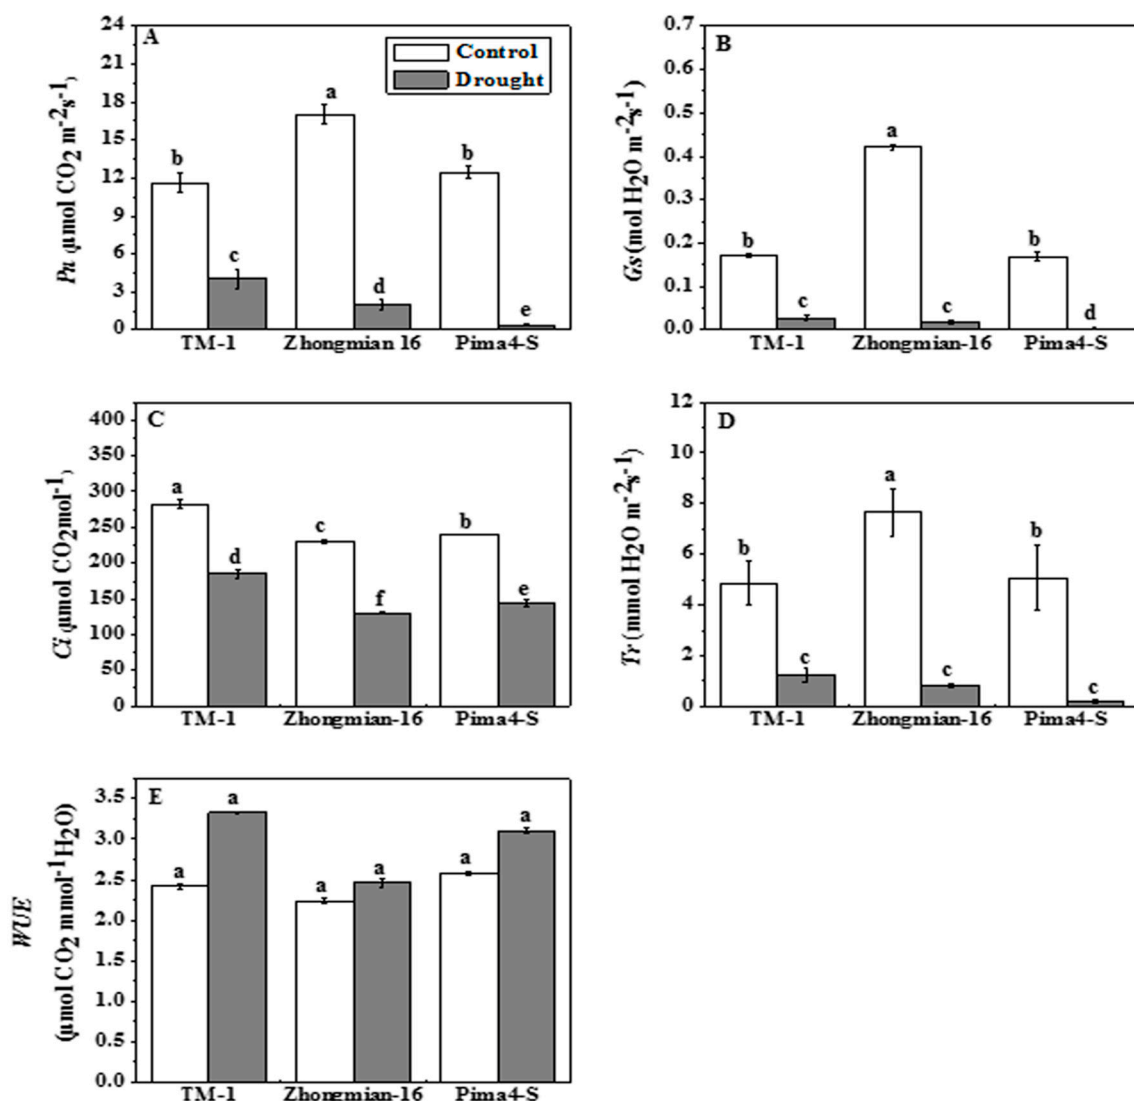 A
Control
Drought
Pn (µmol CO2 m-2s-1)
24
21
18
15
12
9
6
3
0
b
c
a
d
b
e
TM-1 Zhongmian 16 Pima4-S
B
Gs (mol H2O m-2s-1)
0.7
0.6
0.5
0.4
0.3
0.2
0.1
0.0
b
c
a
c
b
d
TM-1 Zhongmian-16 Pima4-S
C
Ci (µmol CO2mol-1)
400
350
300
250
200
150
100
50
0
a
d
c
f
b
e
TM-1 Zhongmian-16 Pima4-S
D
Tr (mmol H2O m-2s-1)
12
10
8
6
4
2
0
b
c
a
c
b
c
TM-1 Zhongmian-16 Pima4-S
E
WUE
(µmol CO2 mmol-1H2O)
3.5
3.0
2.5
2.0
1.5
1.0
0.5
0.0
a
a
a
a
a
a
TM-1 Zhongmian-16 Pima4-S